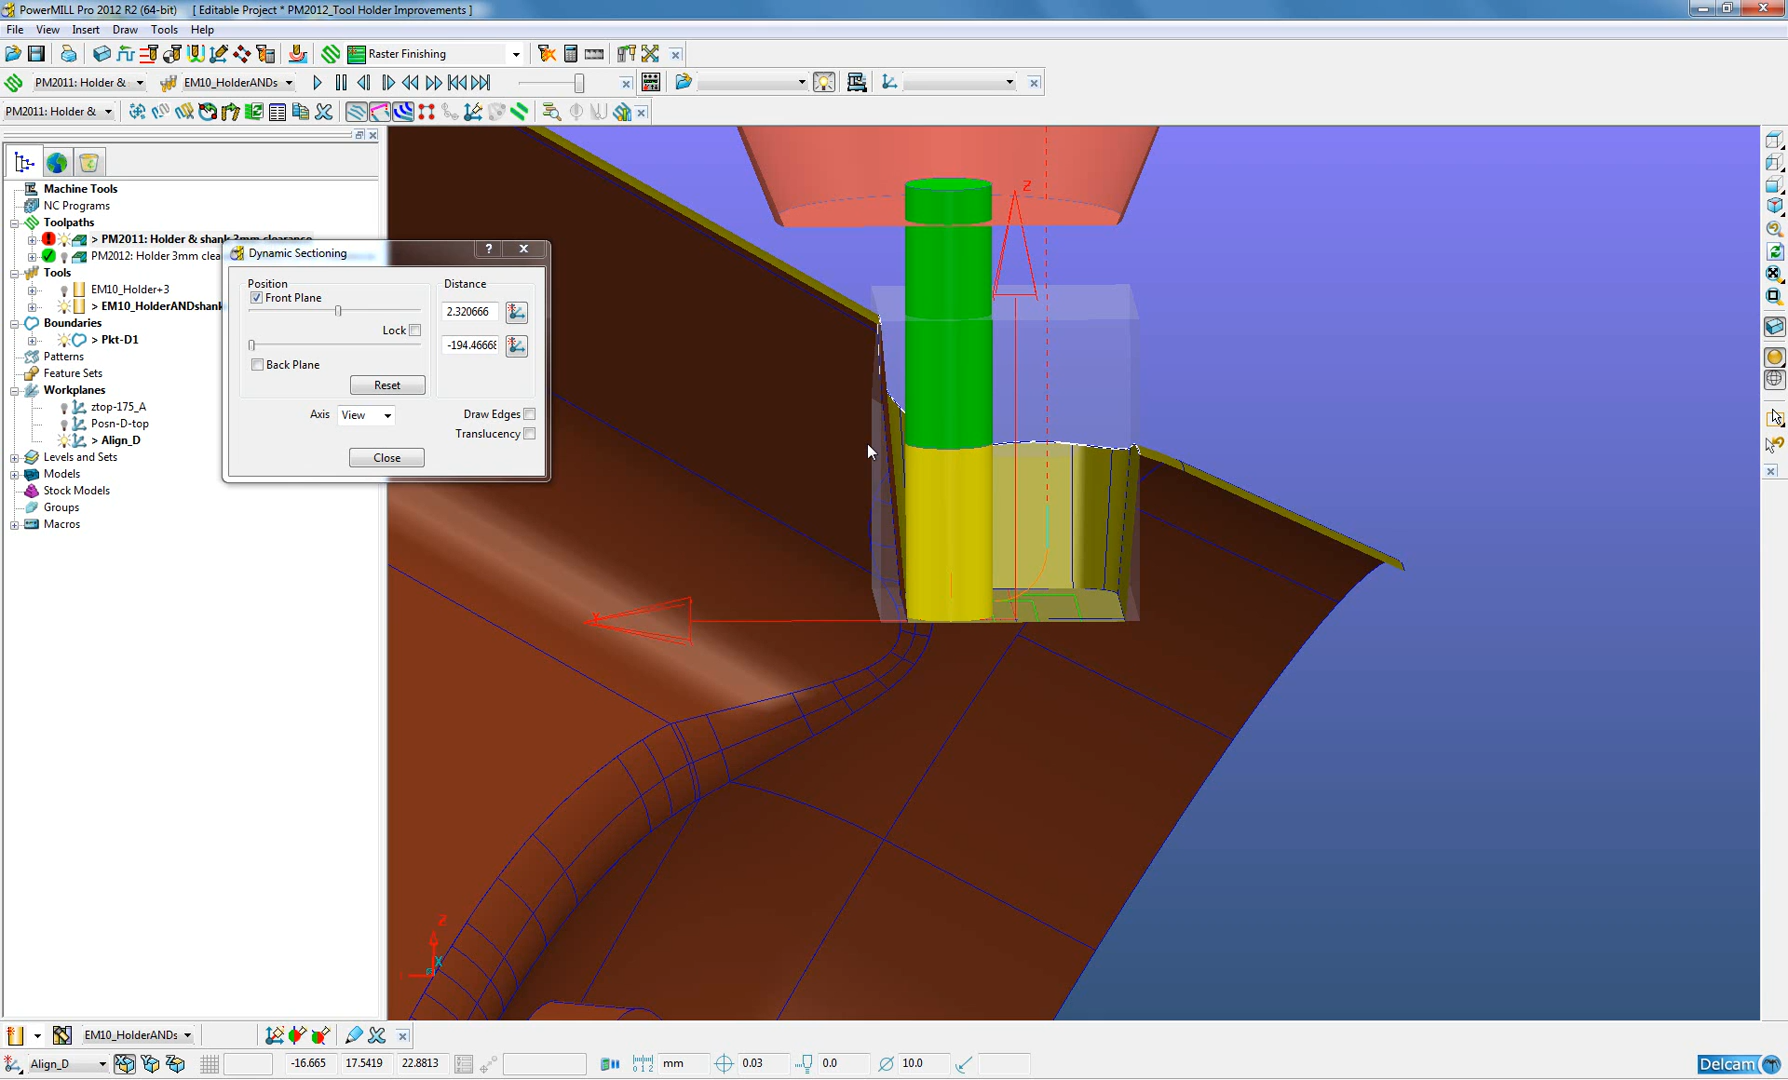 PowerMILL Pro 2012 R2 (64-bit) [ Editable Project * PM2012_Tool Holder Improvements ]
File View Insert Draw Tools Help
Raster Finishing
PM2011: Holder & EM10_HolderANDs
PM2011: Holder &
Machine Tools
NC Programs
Toolpaths
> PM2011: Holder & shank 3mm clearance
PM2012: Holder 3mm clea
Tools
EM10_Holder+3
> EM10_HolderANDshank
Boundaries
> Pkt-D1
Patterns
Feature Sets
Workplanes
ztop-175_A
Posn-D-top
> Align_D
Levels and Sets
Models
Stock Models
Groups
Macros
Dynamic Sectioning
?
Position
Distance
Front Plane
2.320666
Lock
-194.46668
Back Plane
Reset
Axis View
Draw Edges
Translucency
Close
Z
Z
X
EM10_HolderANDs
Align_D -16.665 17.5419 22.8813 mm 0.03 0.0 10.0
Delcam